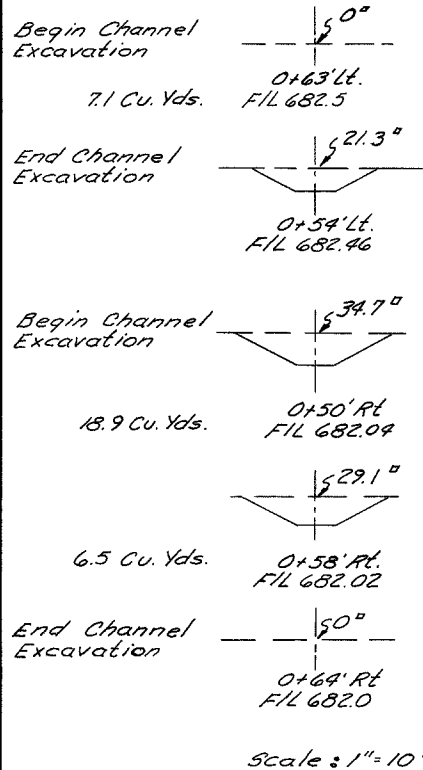 Begin Channel
Excavation
0□
0+63'Lt.
7.1 Cu. Yds.
F/L 682.5
End Channel
Excavation
21.3□
0+54'Lt.
F/L 682.46
Begin Channel
Excavation
34.7□
18.9 Cu. Yds.
0+50'Rt
F/L 682.04
29.1□
6.5 Cu. Yds.
0+58'Rt.
F/L 682.02
End Channel
Excavation
0□
0+64'Rt
F/L 682.0
Scale : 1"=10'